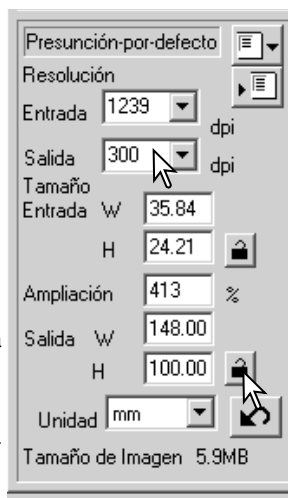 Presunción-por-defecto
Resolución
Entrada 1239 dpi
Salida 300 dpi
Tamaño
Entrada W 35.84
H 24.21
Ampliación 413 %
Salida W 148.00
H 100.00
Unidad mm
Tamaño de Imagen 5.9MB